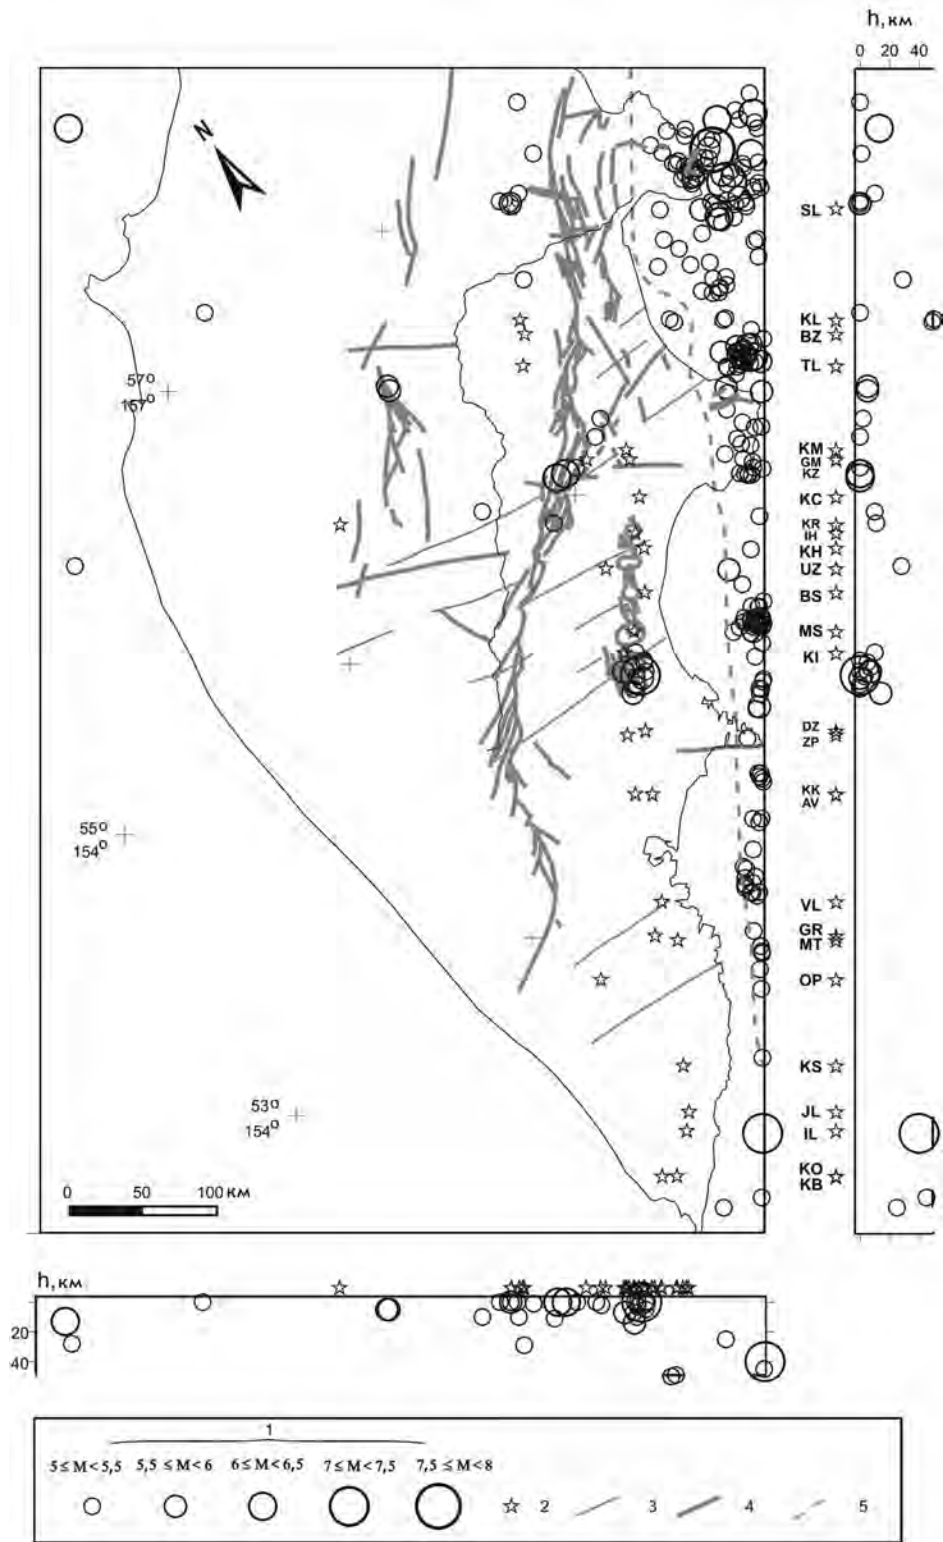 h, км
0 20 40
N
SL
KL
BZ
TL
57°
157°
KM
GM
KZ
KC
KR
IH
KH
UZ
BS
MS
KI
DZ
ZP
KK
AV
55°
154°
VL
GR
MT
OP
KS
53°
154°
JL
IL
KO
KB
0 50 100 км
h, км
20
40
1
5 ≤ M < 5,5 5,5 ≤ M < 6 6 ≤ M < 6,5 7 ≤ M < 7,5 7,5 ≤ M < 8
2 3 4 5